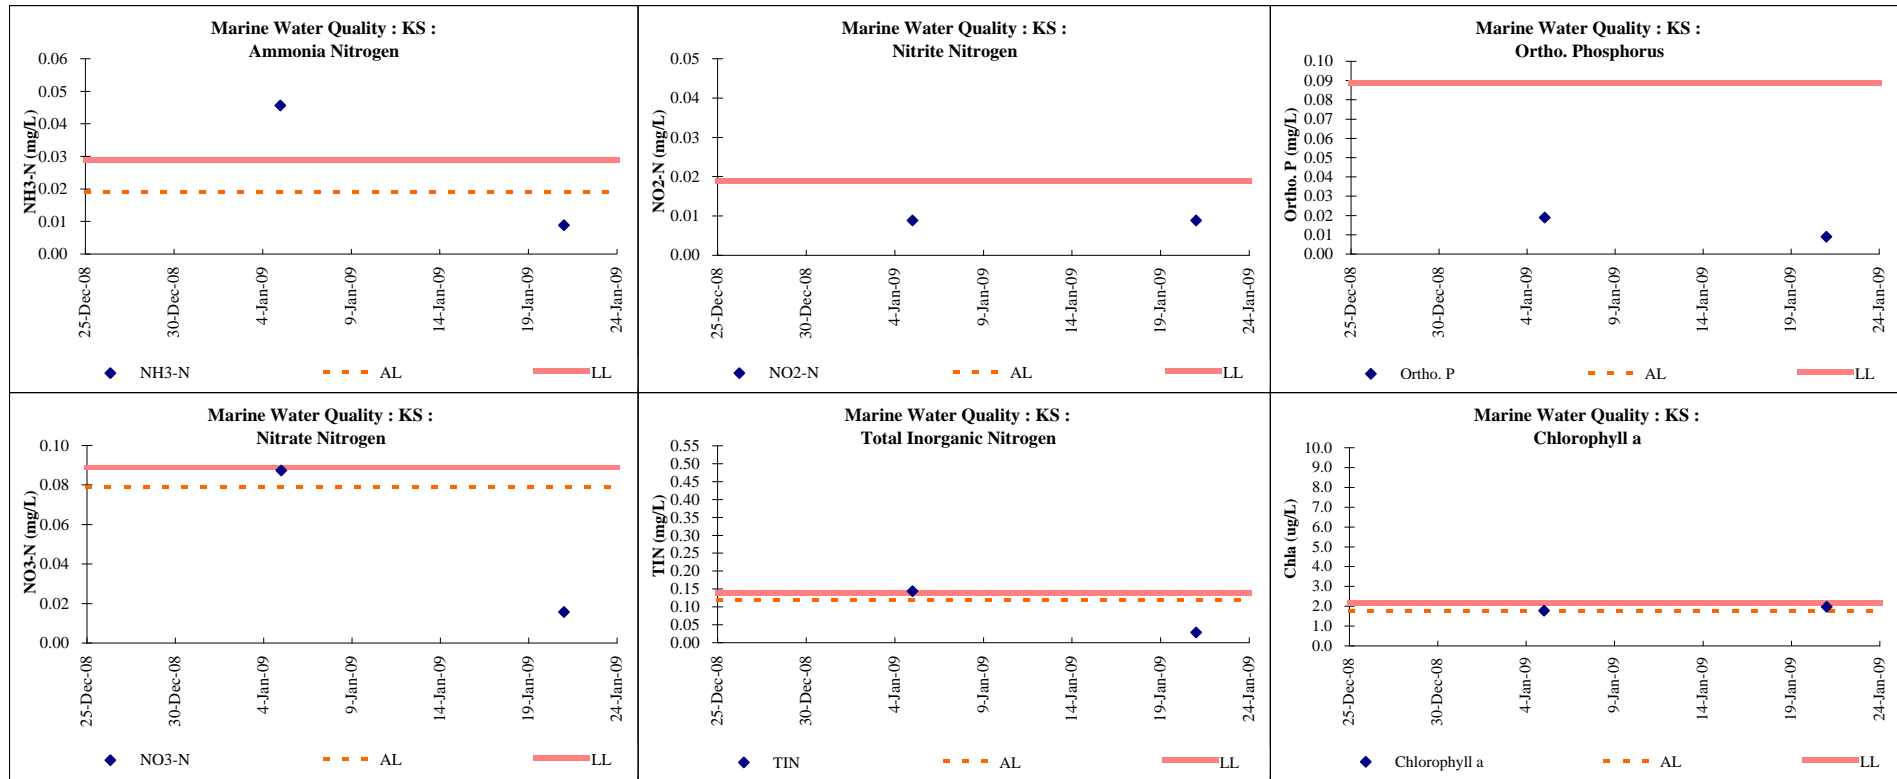 Marine Water Quality : KS :
Ammonia Nitrogen
0.06
0.05
0.04
0.03
0.02
0.01
0.00
NH3-N (mg/L)
25-Dec-08
30-Dec-08
4-Jan-09
9-Jan-09
14-Jan-09
19-Jan-09
24-Jan-09
NH3-N AL LL
Marine Water Quality : KS :
Nitrite Nitrogen
0.05
0.04
0.03
0.02
0.01
0.00
NO2-N (mg/L)
25-Dec-08
30-Dec-08
4-Jan-09
9-Jan-09
14-Jan-09
19-Jan-09
24-Jan-09
NO2-N AL LL
Marine Water Quality : KS :
Ortho. Phosphorus
0.10
0.09
0.08
0.07
0.06
0.05
0.04
0.03
0.02
0.01
0.00
Ortho. P (mg/L)
25-Dec-08
30-Dec-08
4-Jan-09
9-Jan-09
14-Jan-09
19-Jan-09
24-Jan-09
Ortho. P AL LL
Marine Water Quality : KS :
Nitrate Nitrogen
0.10
0.08
0.06
0.04
0.02
0.00
NO3-N (mg/L)
25-Dec-08
30-Dec-08
4-Jan-09
9-Jan-09
14-Jan-09
19-Jan-09
24-Jan-09
NO3-N AL LL
Marine Water Quality : KS :
Total Inorganic Nitrogen
0.55
0.50
0.45
0.40
0.35
0.30
0.25
0.20
0.15
0.10
0.05
0.00
TIN (mg/L)
25-Dec-08
30-Dec-08
4-Jan-09
9-Jan-09
14-Jan-09
19-Jan-09
24-Jan-09
TIN AL LL
Marine Water Quality : KS :
Chlorophyll a
10.0
9.0
8.0
7.0
6.0
5.0
4.0
3.0
2.0
1.0
0.0
Chla (ug/L)
25-Dec-08
30-Dec-08
4-Jan-09
9-Jan-09
14-Jan-09
19-Jan-09
24-Jan-09
Chlorophyll a AL LL